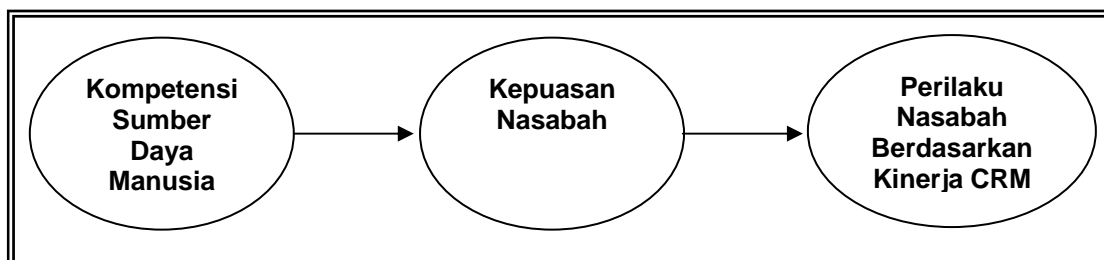 Kompetensi
Sumber
Daya
Manusia
Kepuasan
Nasabah
Perilaku
Nasabah
Berdasarkan
Kinerja CRM